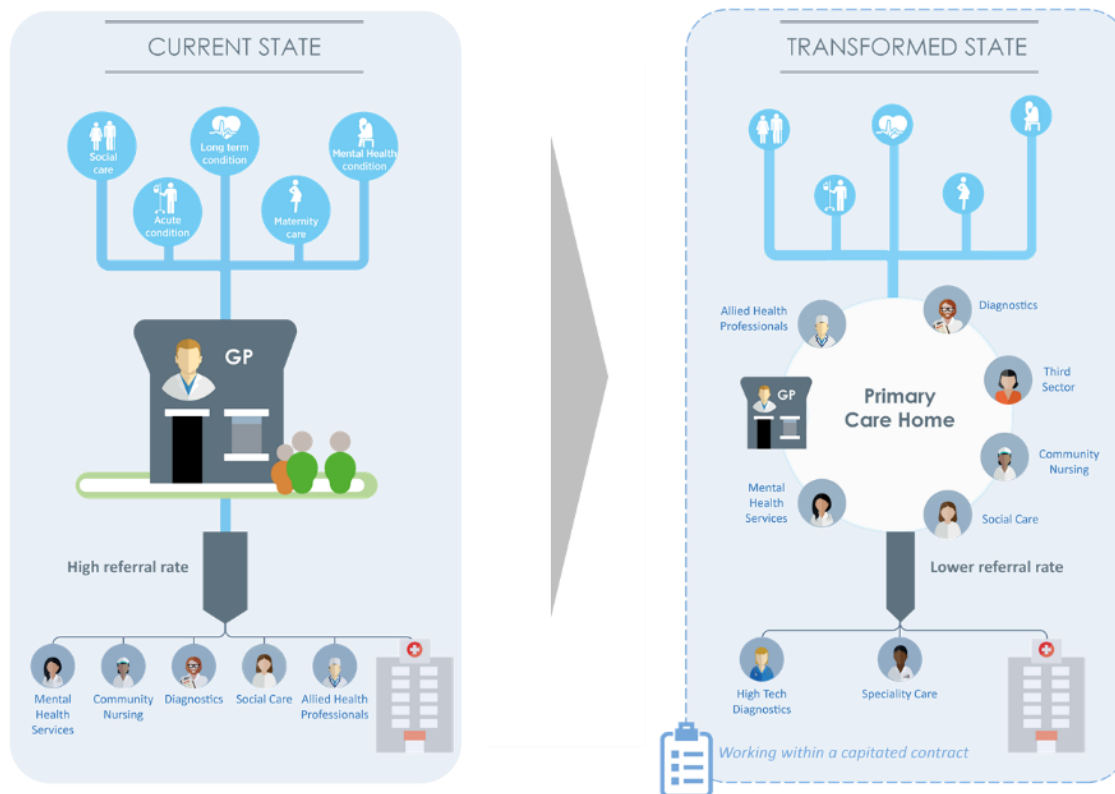 CURRENT STATE
Social
care
Long term
condition
Mental Health
condition
Acute
condition
Maternity
care
GP
High referral rate
Mental
Health
Services
Community
Nursing
Diagnostics
Social Care
Allied Health
Professionals
TRANSFORMED STATE
Allied Health
Professionals
Diagnostics
Third
Sector
GP
Primary
Care Home
Community
Nursing
Mental
Health
Services
Social Care
Lower referral rate
High Tech
Diagnostics
Speciality Care
Working within a capitated contract